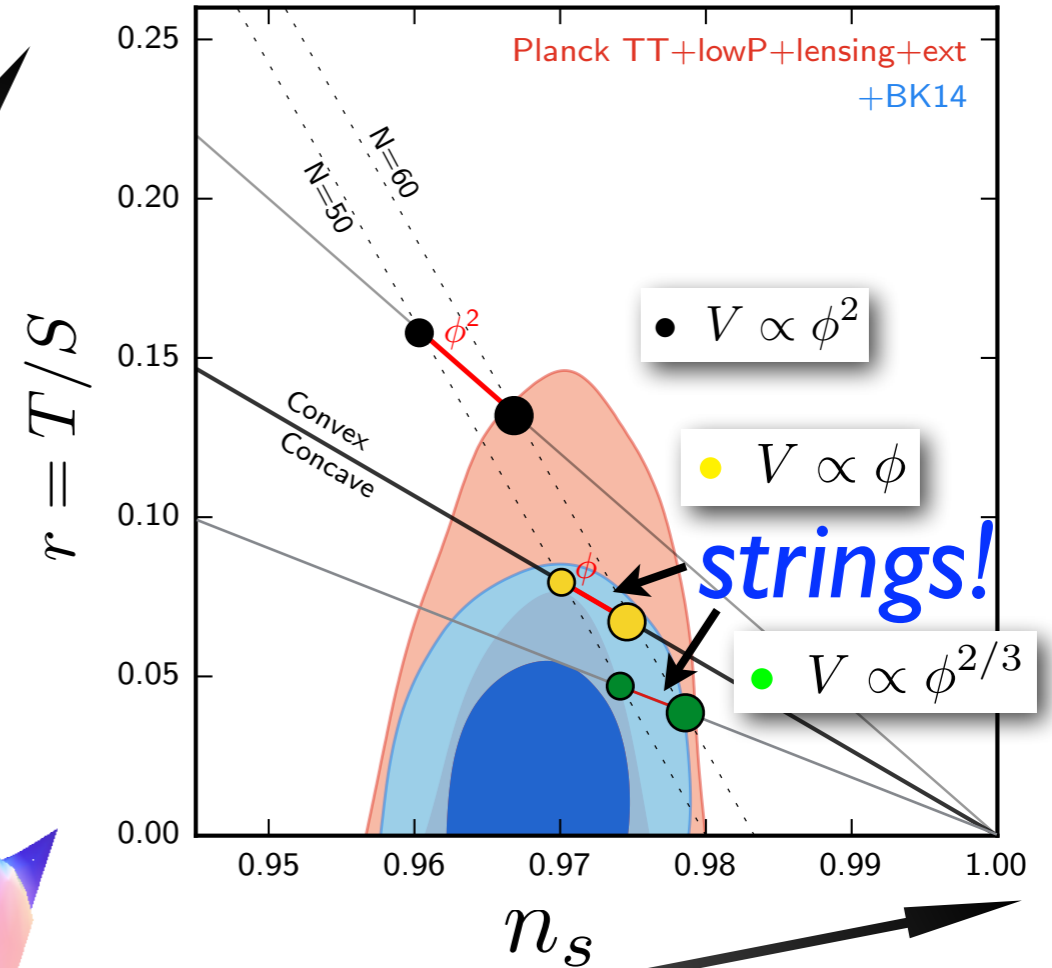 Planck TT+lowP+lensing+ext
+BK14
r = T/S
0.25
0.20
0.15
0.10
0.05
0.00
N=50
N=60
ϕ²
Convex
Concave
ϕ
V ∝ ϕ²
V ∝ ϕ
strings!
V ∝ ϕ^{2/3}
0.95 0.96 0.97 0.98 0.99 1.00
n_s